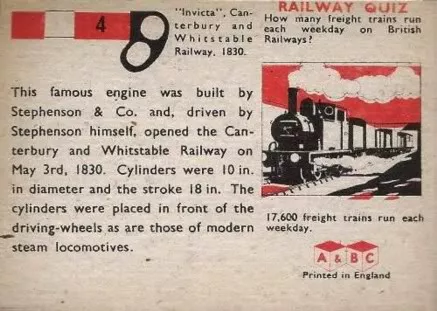 4
"Invicta", Can-
terbury and
Whitstable
Railway, 1830.
This famous engine was built by
Stephenson & Co. and, driven by
Stephenson himself, opened the Can-
terbury and Whitstable Railway on
May 3rd, 1830. Cylinders were 10 in.
in diameter and the stroke 18 in. The
cylinders were placed in front of the
driving-wheels as are those of modern
steam locomotives.
RAILWAY QUIZ
How many freight trains run
each weekday on British
Railways?
17,600 freight trains run each
weekday.
A & B C
Printed in England